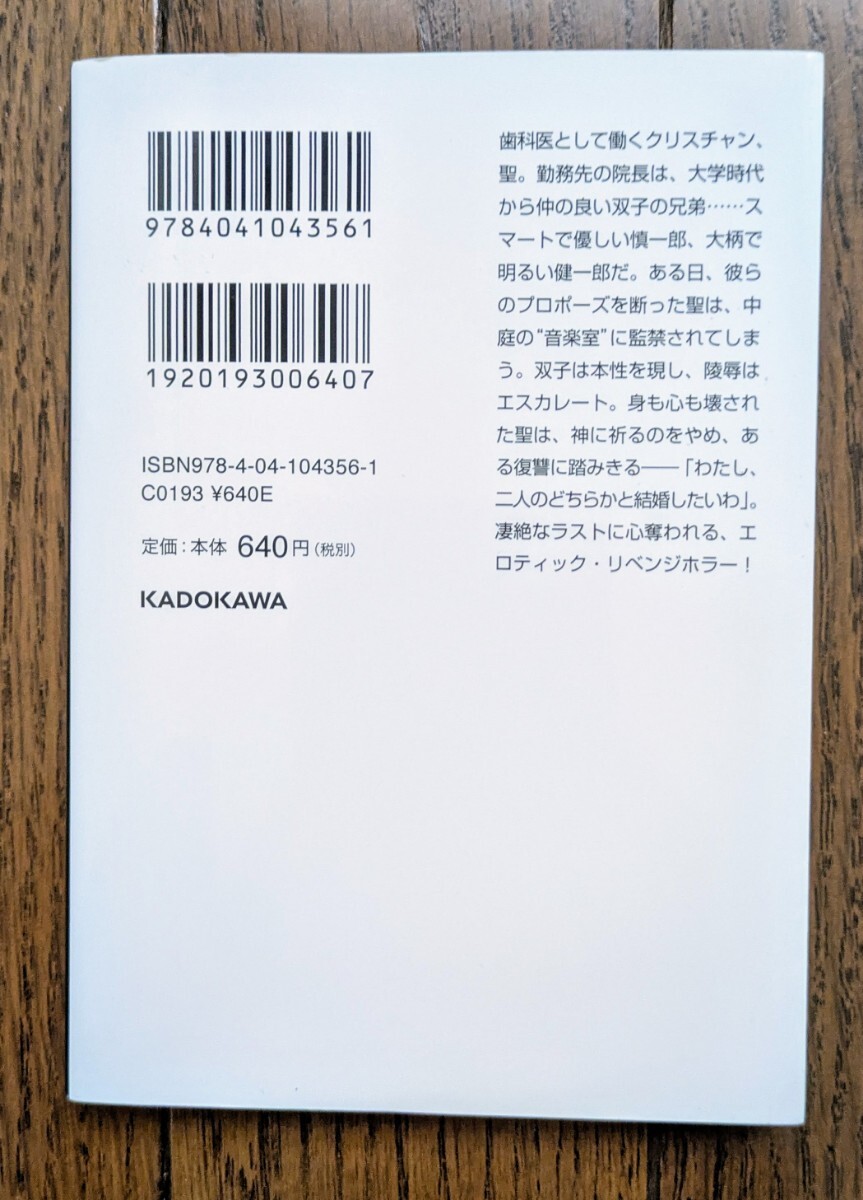 9784041043561
1920193006407
ISBN978-4-04-104356-1
C0193 ¥640E
定価：本体 640円（税別）
KADOKAWA
歯科医として働くクリスチャン、
聖。勤務先の院長は、大学時代
から仲の良い双子の兄弟……ス
マートで優しい慎一郎、大柄で
明るい健一郎だ。ある日、彼ら
のプロポーズを断った聖は、中
庭の“音楽室”に監禁されてしま
う。双子は本性を現し、陵辱は
エスカレート。身も心も壊され
た聖は、神に祈るのをやめ、あ
る復讐に踏みきる――「わたし、
二人のどちらかと結婚したいわ」。
凄絶なラストに心奪われる、エ
ロティック・リベンジホラー！